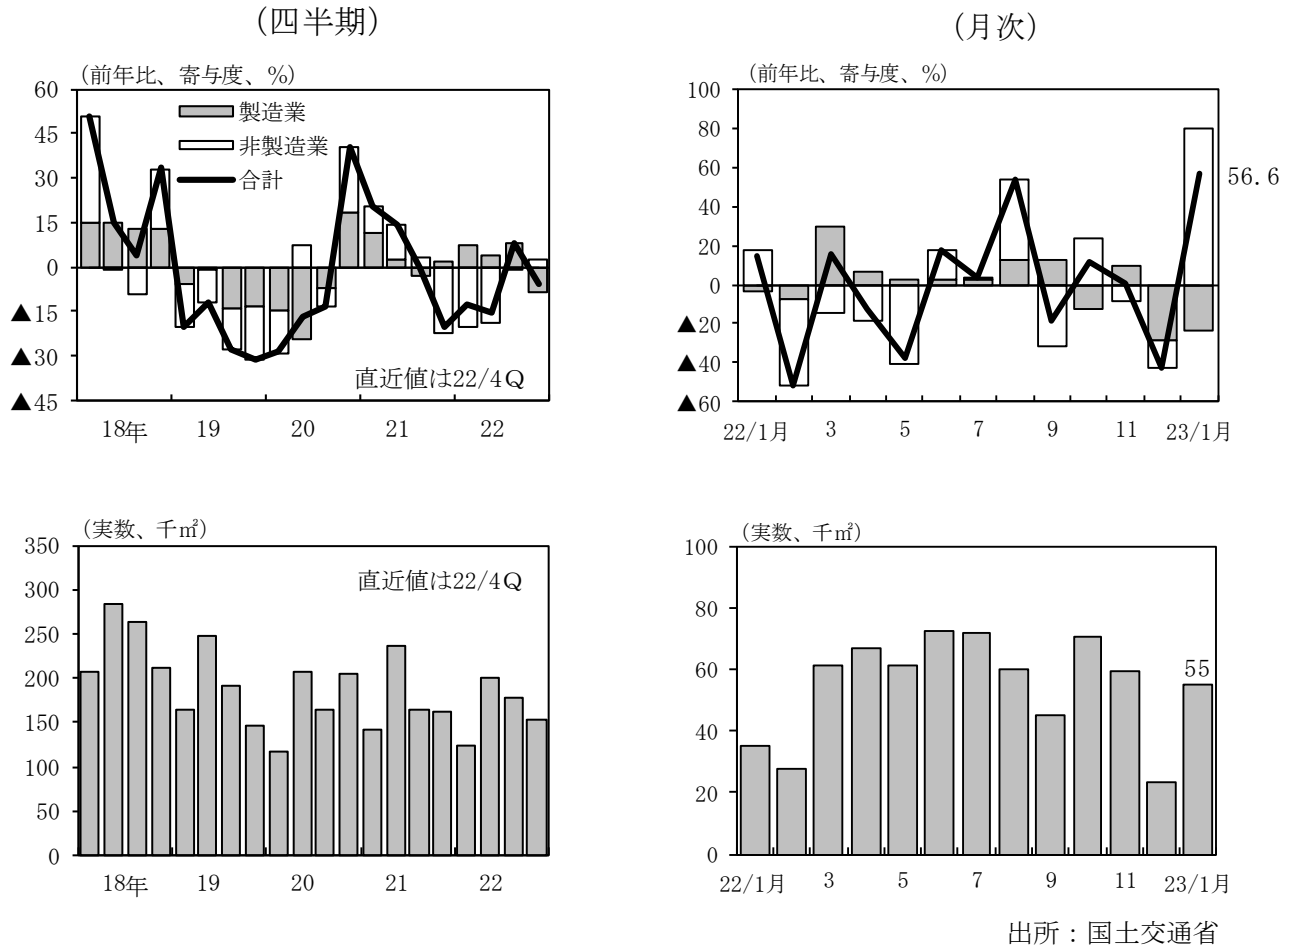 （四半期）
（前年比、寄与度、%）
60
45
30
15
0
▲15
▲30
▲45
製造業
非製造業
合計
直近値は22/4Q
18年 19 20 21 22
（月次）
（前年比、寄与度、%）
100
80
60
40
20
0
▲20
▲40
▲60
56.6
22/1月 3 5 7 9 11 23/1月
（実数、千㎡）
350
300
250
200
150
100
50
0
直近値は22/4Q
18年 19 20 21 22
（実数、千㎡）
100
80
60
40
20
0
55
22/1月 3 5 7 9 11 23/1月
出所：国土交通省